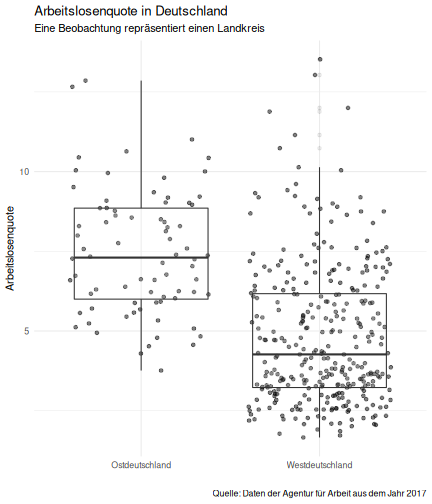 Arbeitslosenquote in Deutschland
Eine Beobachtung repräsentiert einen Landkreis
Arbeitslosenquote
10
5
Ostdeutschland
Westdeutschland
Quelle: Daten der Agentur für Arbeit aus dem Jahr 2017